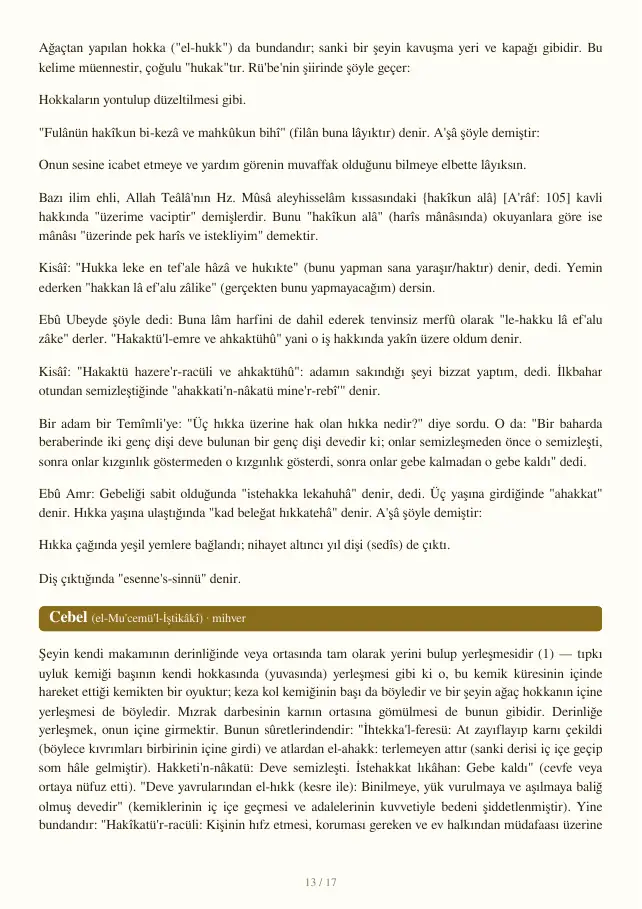 Ağaçtan yapılan hokka ("el-hukk") da bundandır; sanki bir şeyin kavuşma yeri ve kapağı gibidir. Bu
kelime müennestir, çoğulu "hukak"tır. Rü'be'nin şiirinde şöyle geçer:
Hokkaların yontulup düzeltilmesi gibi.
"Fulânün hakîkun bi-kezâ ve mahkûkun bihî" (filân buna lâyıktır) denir. A'şâ şöyle demiştir:
Onun sesine icabet etmeye ve yardım görenin muvaffak olduğunu bilmeye elbette lâyıksın.
Bazı ilim ehli, Allah Teâlâ'nın Hz. Mûsâ aleyhisselâm kıssasındaki {hakîkun alâ} [A'râf: 105] kavli
hakkında "üzerime vaciptir" demişlerdir. Bunu "hakîkun alâ" (harîs mânâsında) okuyanlara göre ise
mânâsı "üzerinde pek harîs ve istekliyim" demektir.
Kisâî: "Hukka leke en tef'ale hâzâ ve hukıkte" (bunu yapman sana yaraşır/haktır) denir, dedi. Yemin
ederken "hakkan lâ ef'alu zâlike" (gerçekten bunu yapmayacağım) dersin.
Ebû Ubeyde şöyle dedi: Buna lâm harfini de dahil ederek tenvinsiz merfû olarak "le-hakku lâ ef'alu
zâke" derler. "Hakaktü'l-emre ve ahkaktühû" yani o iş hakkında yakîn üzere oldum denir.
Kisâî: "Hakaktü hazere'r-racüli ve ahkaktühû": adamın sakındığı şeyi bizzat yaptım, dedi. İlkbahar
otundan semizleştiğinde "ahakkati'n-nâkatü mine'r-rebî'" denir.
Bir adam bir Temîmli'ye: "Üç hıkka üzerine hak olan hıkka nedir?" diye sordu. O da: "Bir baharda
beraberinde iki genç dişi deve bulunan bir genç dişi devedir ki; onlar semizleşmeden önce o semizleşti,
sonra onlar kızgınlık göstermeden o kızgınlık gösterdi, sonra onlar gebe kalmadan o gebe kaldı" dedi.
Ebû Amr: Gebeliği sabit olduğunda "istehakka lekahuhâ" denir, dedi. Üç yaşına girdiğinde "ahakkat"
denir. Hıkka yaşına ulaştığında "kad beleğat hıkkatehâ" denir. A'şâ şöyle demiştir:
Hıkka çağında yeşil yemlere bağlandı; nihayet altıncı yıl dişi (sedîs) de çıktı.
Diş çıktığında "esenne's-sinnü" denir.
Cebel (el-Mu'cemü'l-İştikâkî) · mihver
Şeyin kendi makamının derinliğinde veya ortasında tam olarak yerini bulup yerleşmesidir (1) — tıpkı
uyluk kemiği başının kendi hokkasında (yuvasında) yerleşmesi gibi ki o, bu kemik küresinin içinde
hareket ettiği kemikten bir oyuktur; keza kol kemiğinin başı da böyledir ve bir şeyin ağaç hokkanın içine
yerleşmesi de böyledir. Mızrak darbesinin karnın ortasına gömülmesi de bunun gibidir. Derinliğe
yerleşmek, onun içine girmektir. Bunun sûretlerindendir: "İhtekka'l-feresü: At zayıflayıp karnı çekildi
(böylece kıvrımları birbirinin içine girdi) ve atlardan el-ahakk: terlemeyen attır (sanki derisi iç içe geçip
som hâle gelmiştir). Hakketi'n-nâkatü: Deve semizleşti. İstehakkat lıkâhan: Gebe kaldı" (cevfe veya
ortaya nüfuz etti). "Deve yavrularından el-hıkk (kesre ile): Binilmeye, yük vurulmaya ve aşılmaya baliğ
olmuş devedir" (kemiklerinin iç içe geçmesi ve adalelerinin kuvvetiyle bedeni şiddetlenmiştir). Yine
bundandır: "Hakîkatü'r-racüli: Kişinin hıfz etmesi, koruması gereken ve ev halkından müdafaası üzerine
13 / 17